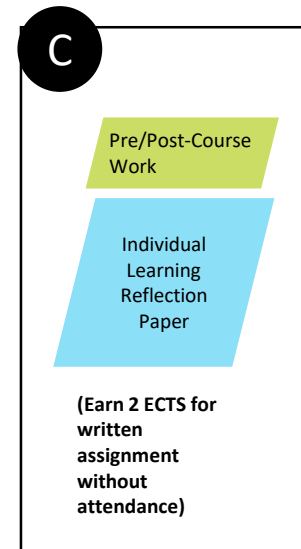 C
Pre/Post-Course
Work
Individual
Learning
Reflection
Paper
(Earn 2 ECTS for
written
assignment
without
attendance)